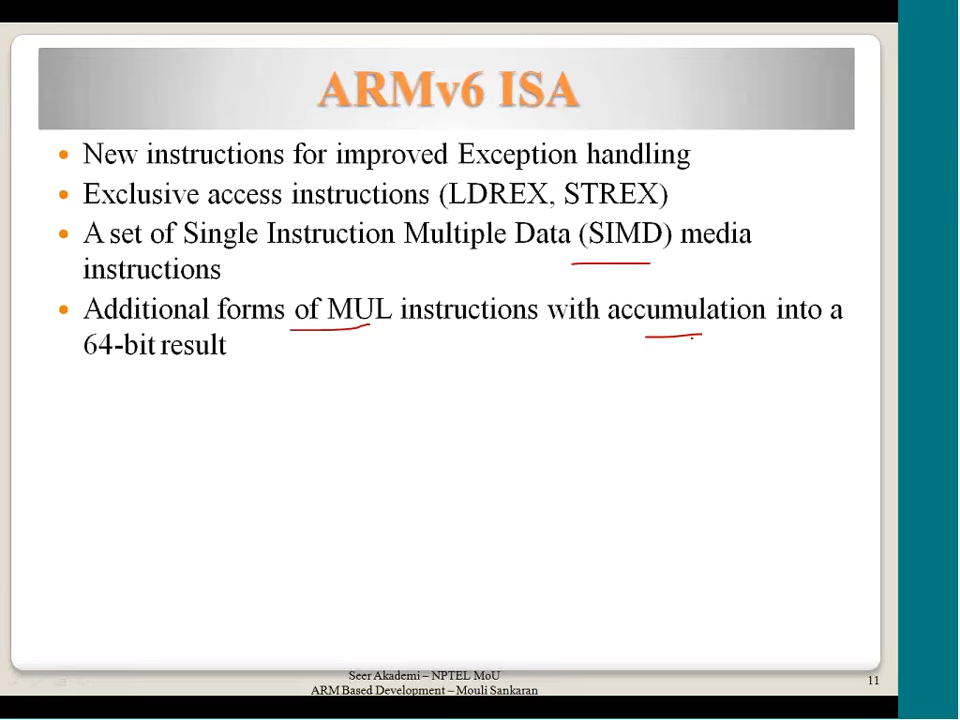 ARMv6 ISA
• New instructions for improved Exception handling
• Exclusive access instructions (LDREX, STREX)
• A set of Single Instruction Multiple Data (SIMD) media
instructions
• Additional forms of MUL instructions with accumulation into a
64-bit result
Seer Akademi – NPTEL MoU
ARM Based Development – Mouli Sankaran
11